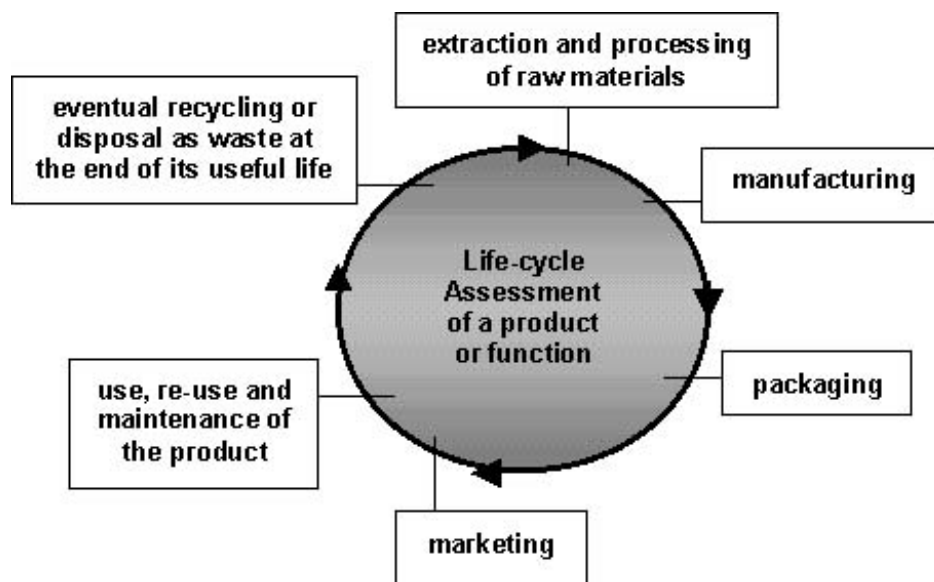 extraction and processing
of raw materials
eventual recycling or
disposal as waste at
the end of its useful life
manufacturing
Life-cycle
Assessment
of a product
or function
packaging
use, re-use and
maintenance of
the product
marketing